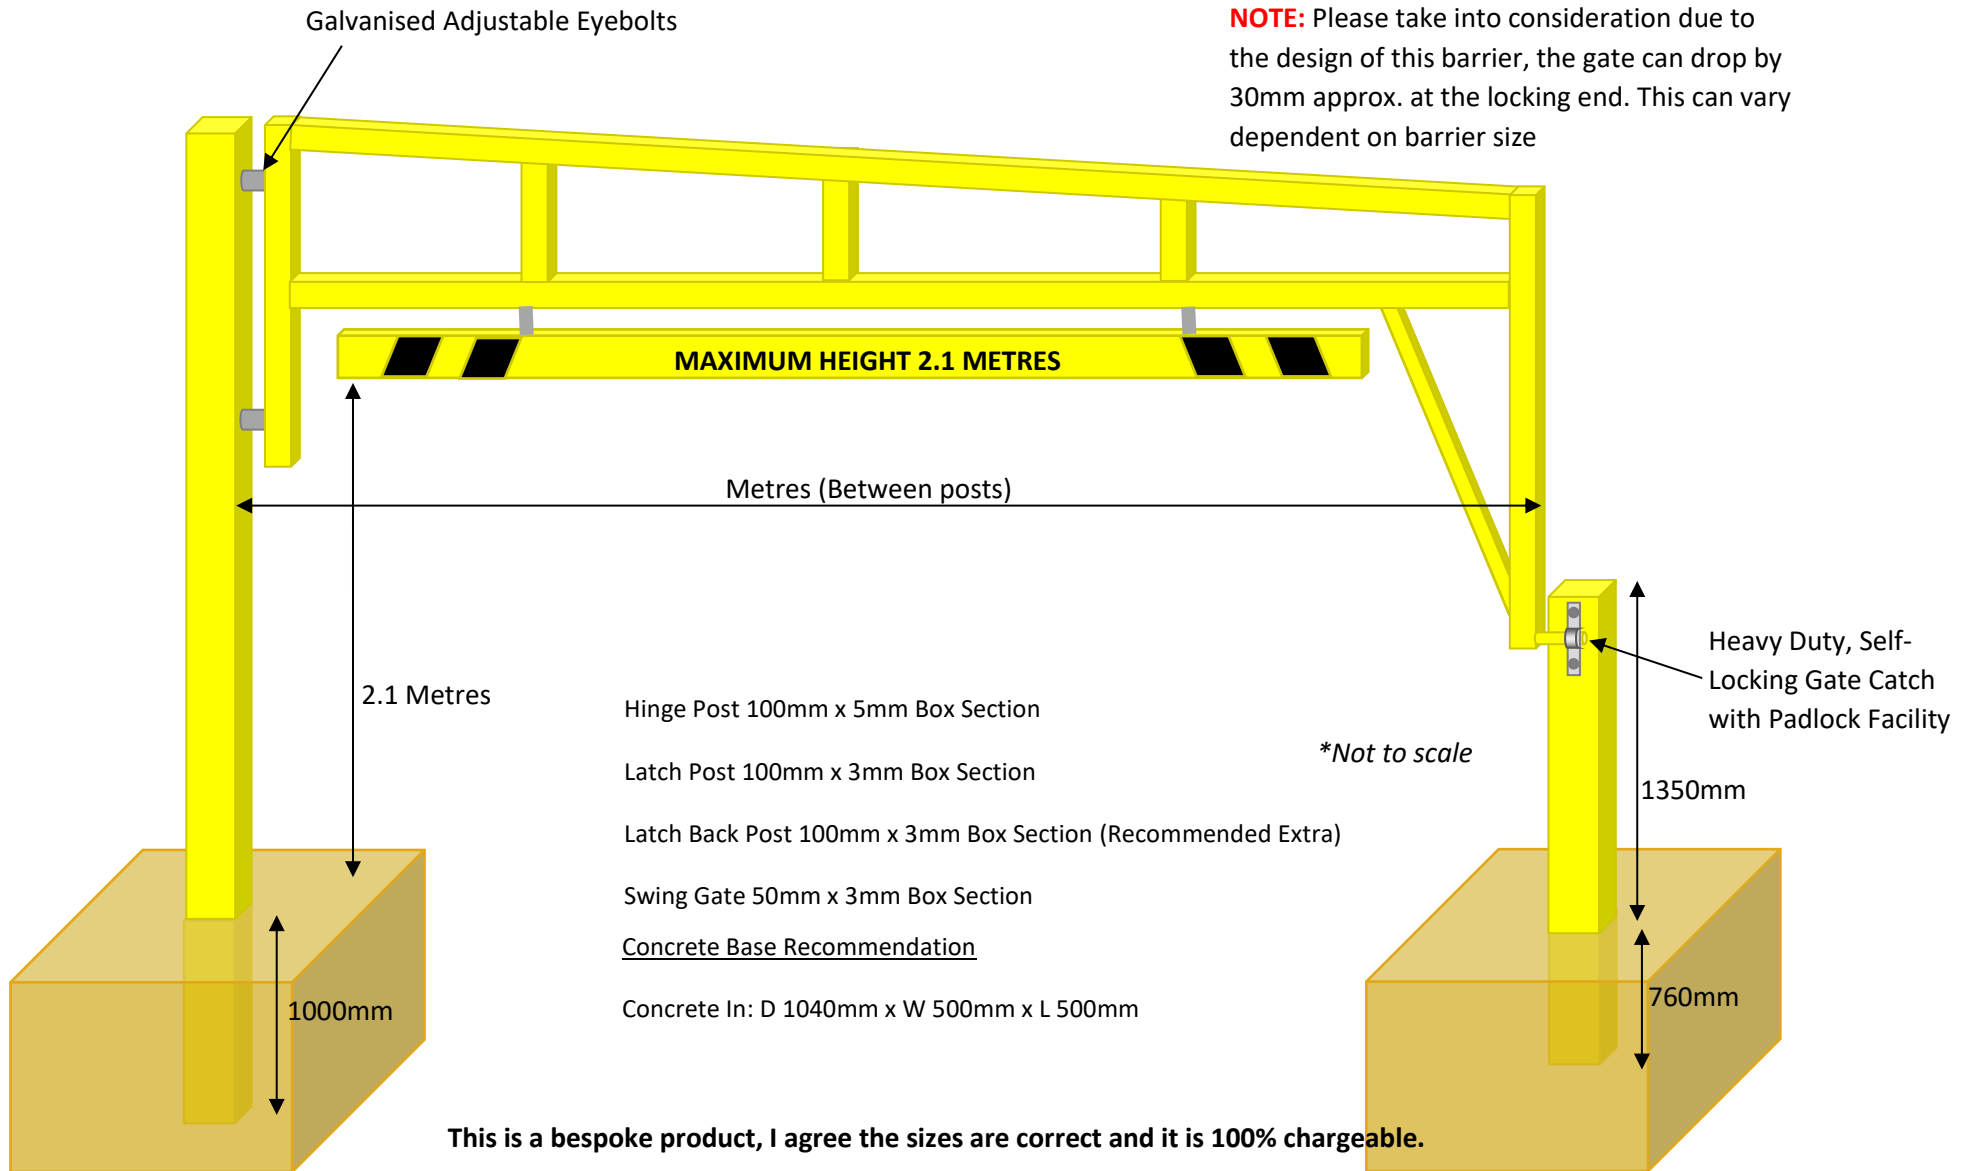 Galvanised Adjustable Eyebolts
NOTE: Please take into consideration due to
the design of this barrier, the gate can drop by
30mm approx. at the locking end. This can vary
dependent on barrier size
MAXIMUM HEIGHT 2.1 METRES
Metres (Between posts)
2.1 Metres
Heavy Duty, Self-
Locking Gate Catch
with Padlock Facility
Hinge Post 100mm x 5mm Box Section
*Not to scale
Latch Post 100mm x 3mm Box Section
1350mm
Latch Back Post 100mm x 3mm Box Section (Recommended Extra)
Swing Gate 50mm x 3mm Box Section
Concrete Base Recommendation
Concrete In: D 1040mm x W 500mm x L 500mm
1000mm
760mm
This is a bespoke product, I agree the sizes are correct and it is 100% chargeable.